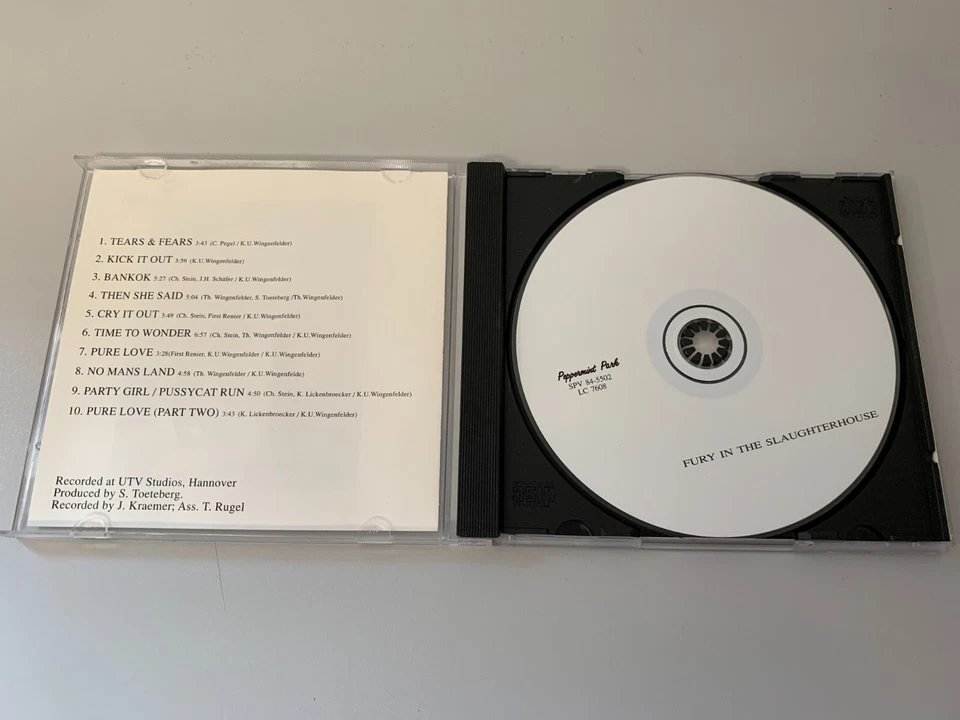 1. TEARS & FEARS 3:43 (C. Pegel / K.U.Wingenfelder)
2. KICK IT OUT 3:59 (K.U.Wingenfelder)
3. BANKOK 5:27 (Ch. Stein, J.H. Schäfer / K.U.Wingenfelder)
4. THEN SHE SAID 5:04 (Th. Wingenfelder, S. Toeteberg /Th.Wingenfelder)
5. CRY IT OUT 3:49 (Ch. Stein, First Renier / K.U.Wingenfelder)
6. TIME TO WONDER 6:57 (Ch. Stein, Th. Wingenfelder / K.U.Wingenfelder)
7. PURE LOVE 3:28(First Renier, K.U.Wingenfelder / K.U.Wingenfelder)
8. NO MANS LAND 4:58 (Th. Wingenfelder / K.U.Wingenfelde)
9. PARTY GIRL / PUSSYCAT RUN 4:50 (Ch. Stein, K. Lickenbroecker / K.U.Wingenfelder)
10. PURE LOVE (PART TWO) 3:43 (K. Lickenbroecker / K.U.Wingenfelder)
Recorded at UTV Studios, Hannover
Produced by S. Toeteberg.
Recorded by J. Kraemer; Ass. T. Rugel
Peppermint Park
SPV 84-5502
LC 7608
FURY IN THE SLAUGHTERHOUSE